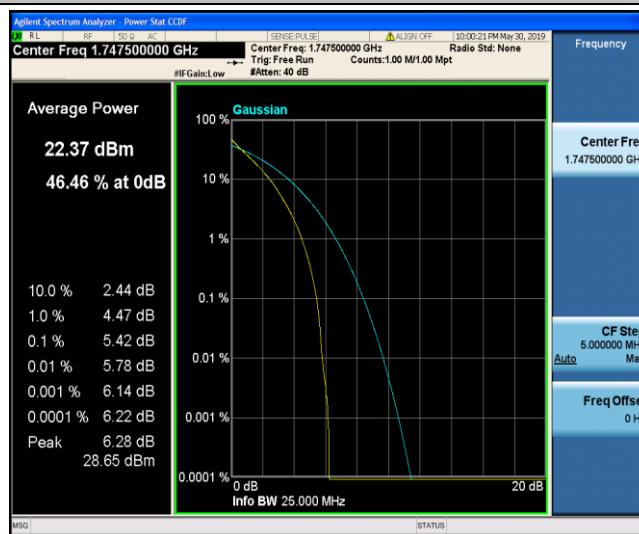 Agilent Spectrum Analyzer - Power Stat CCDF
RL RF 50 Ω AC SENSE:PULSE ALIGN OFF 10:00:21 PM May 30, 2019
Center Freq 1.747500000 GHz
Center Freq: 1.747500000 GHz Radio Std: None
Trig: Free Run Counts:1.00 M/1.00 Mpt
#IFGain:Low #Atten: 40 dB
Frequency
Average Power
22.37 dBm
46.46 % at 0dB
10.0 % 2.44 dB
1.0 % 4.47 dB
0.1 % 5.42 dB
0.01 % 5.78 dB
0.001 % 6.14 dB
0.0001 % 6.22 dB
Peak 6.28 dB
28.65 dBm
Gaussian
100 %
10 %
1 %
0.1 %
0.01 %
0.001 %
0.0001 %
0 dB 20 dB
Info BW 25.000 MHz
Center Fre
1.747500000 GH
CF Ste
5.000000 MH
Auto Ma
Freq Offse
0 H
MSG STATUS